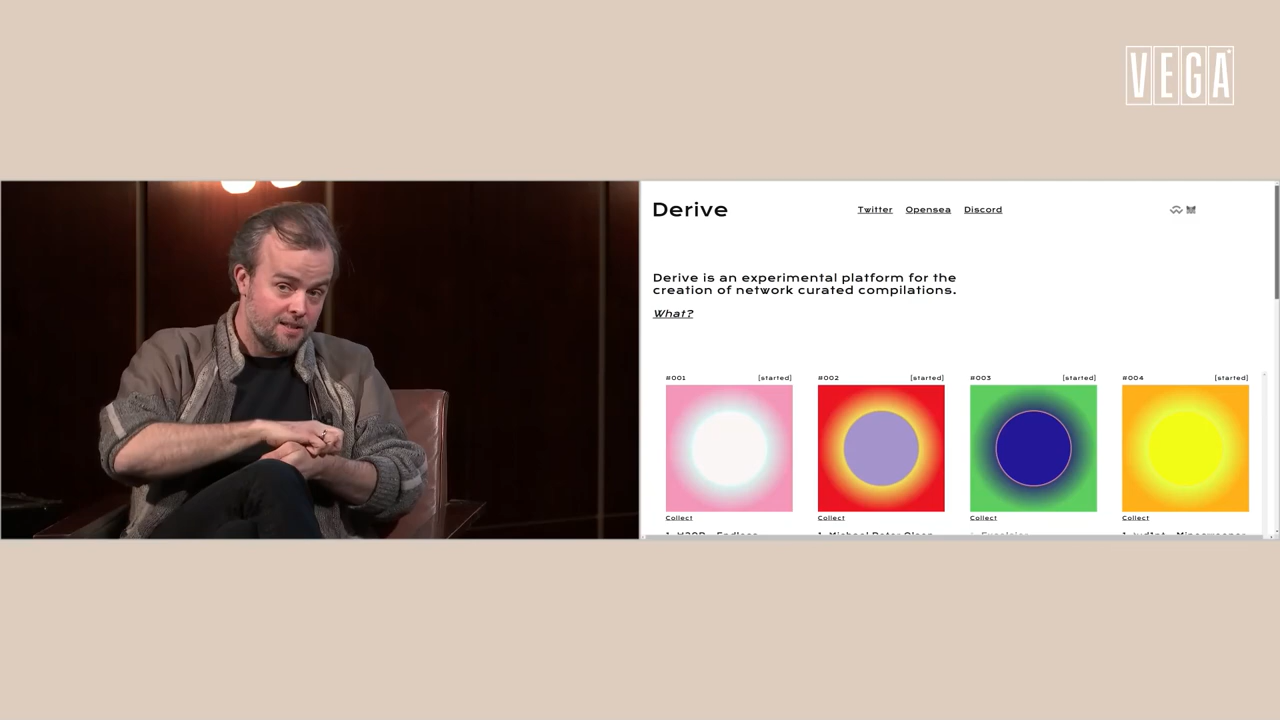 VEGA
Derive
Twitter Opensea Discord
Derive is an experimental platform for the
creation of network curated compilations.
What?
#001 [started] #002 [started] #003 [started] #004 [started]
Collect Collect Collect Collect